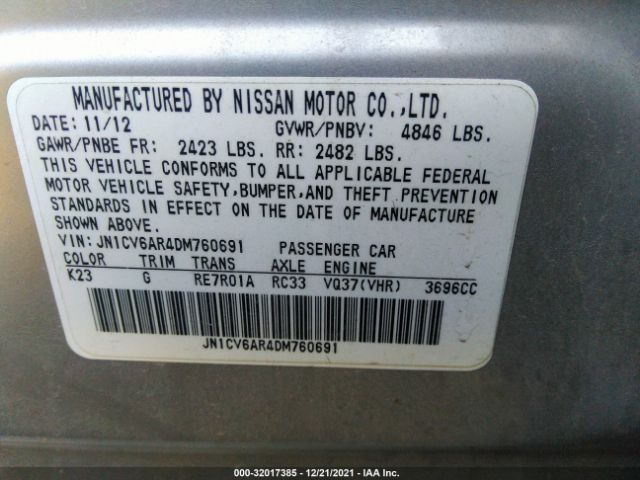 MANUFACTURED BY NISSAN MOTOR CO.,LTD.
DATE: 11/12 GVWR/PNBV: 4846 LBS.
GAWR/PNBE FR: 2423 LBS. RR: 2482 LBS.
THIS VEHICLE CONFORMS TO ALL APPLICABLE FEDERAL
MOTOR VEHICLE SAFETY,BUMPER,AND THEFT PREVENTION
STANDARDS IN EFFECT ON THE DATE OF MANUFACTURE
SHOWN ABOVE.
VIN: JN1CV6AR4DM760691 PASSENGER CAR
COLOR TRIM TRANS AXLE ENGINE
K23 G RE7R01A RC33 VQ37(VHR) 3696CC
JN1CV6AR4DM760691
000-32017385 - 12/21/2021 - IAA Inc.